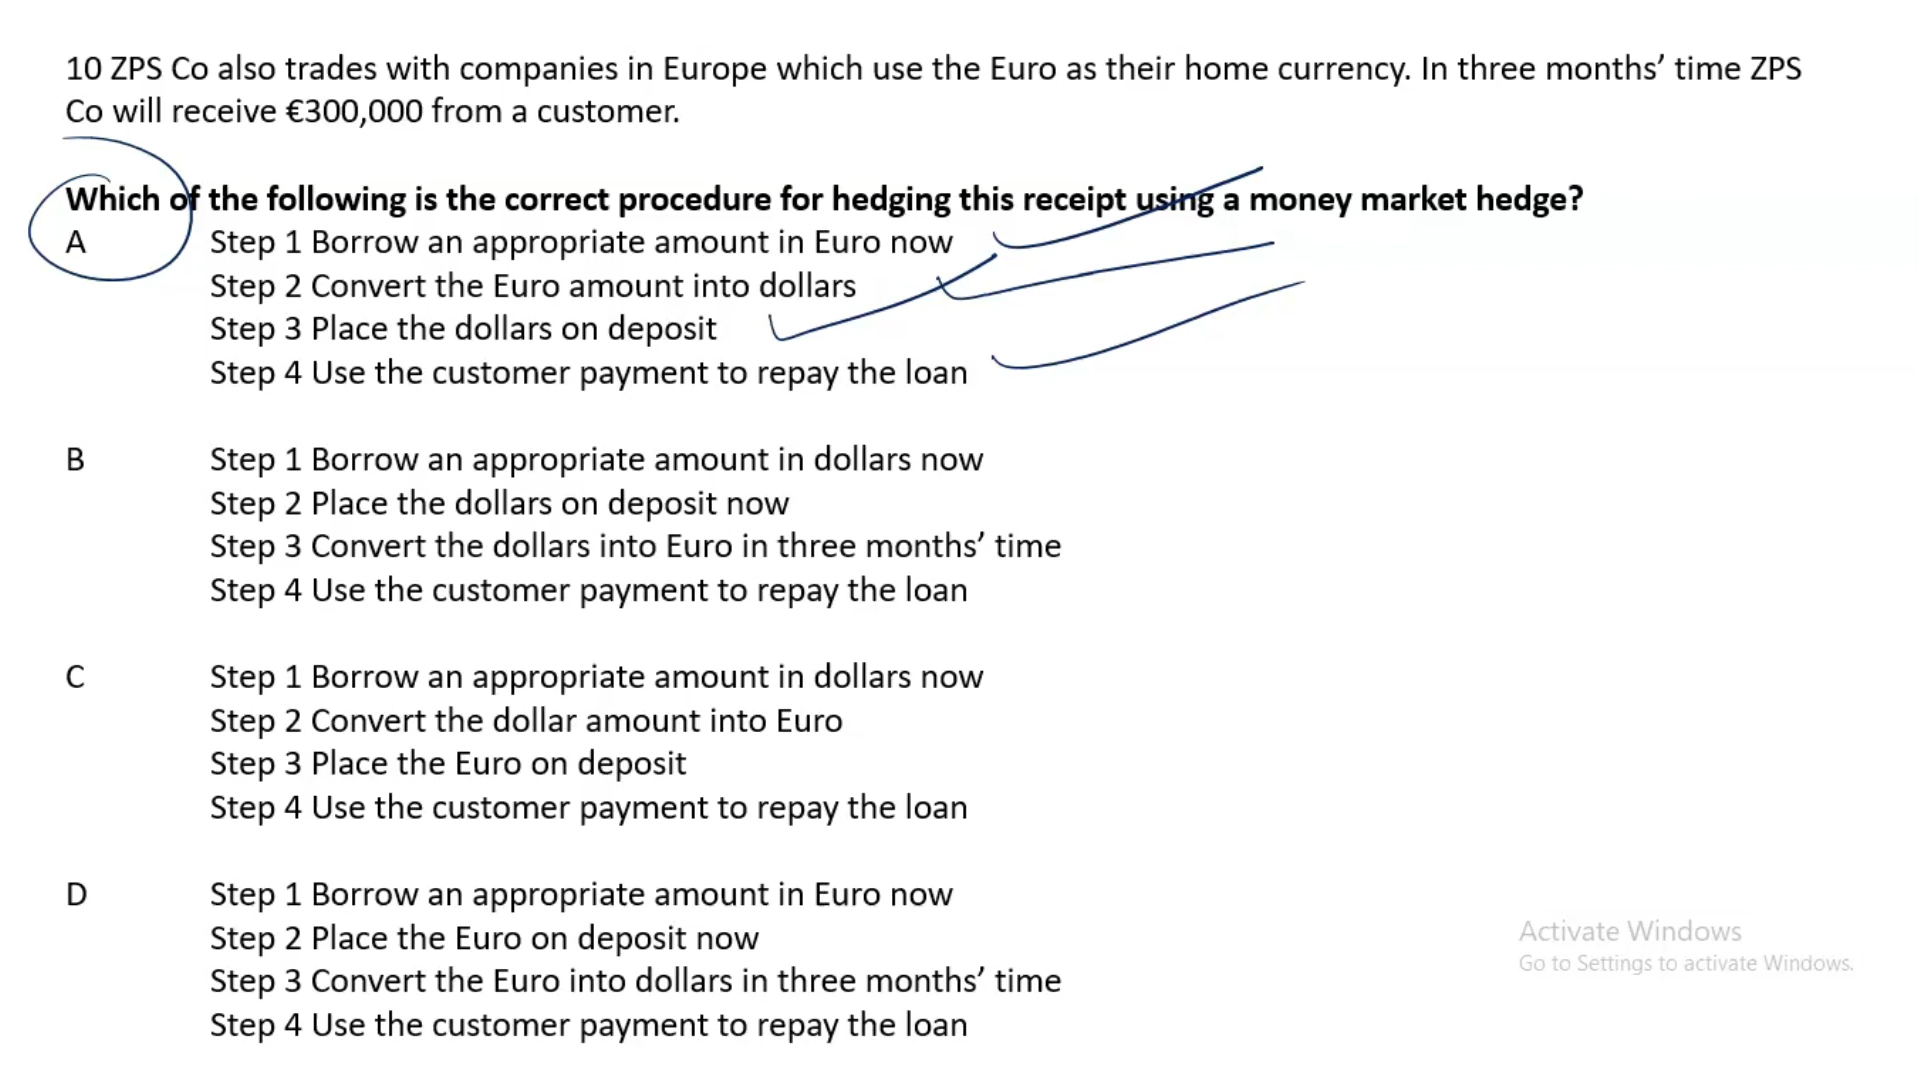 10 ZPS Co also trades with companies in Europe which use the Euro as their home currency. In three months’ time ZPS
Co will receive €300,000 from a customer.
Which of the following is the correct procedure for hedging this receipt using a money market hedge?
A Step 1 Borrow an appropriate amount in Euro now
Step 2 Convert the Euro amount into dollars
Step 3 Place the dollars on deposit
Step 4 Use the customer payment to repay the loan
B Step 1 Borrow an appropriate amount in dollars now
Step 2 Place the dollars on deposit now
Step 3 Convert the dollars into Euro in three months’ time
Step 4 Use the customer payment to repay the loan
C Step 1 Borrow an appropriate amount in dollars now
Step 2 Convert the dollar amount into Euro
Step 3 Place the Euro on deposit
Step 4 Use the customer payment to repay the loan
D Step 1 Borrow an appropriate amount in Euro now
Step 2 Place the Euro on deposit now
Step 3 Convert the Euro into dollars in three months’ time
Step 4 Use the customer payment to repay the loan
Activate Windows
Go to Settings to activate Windows.